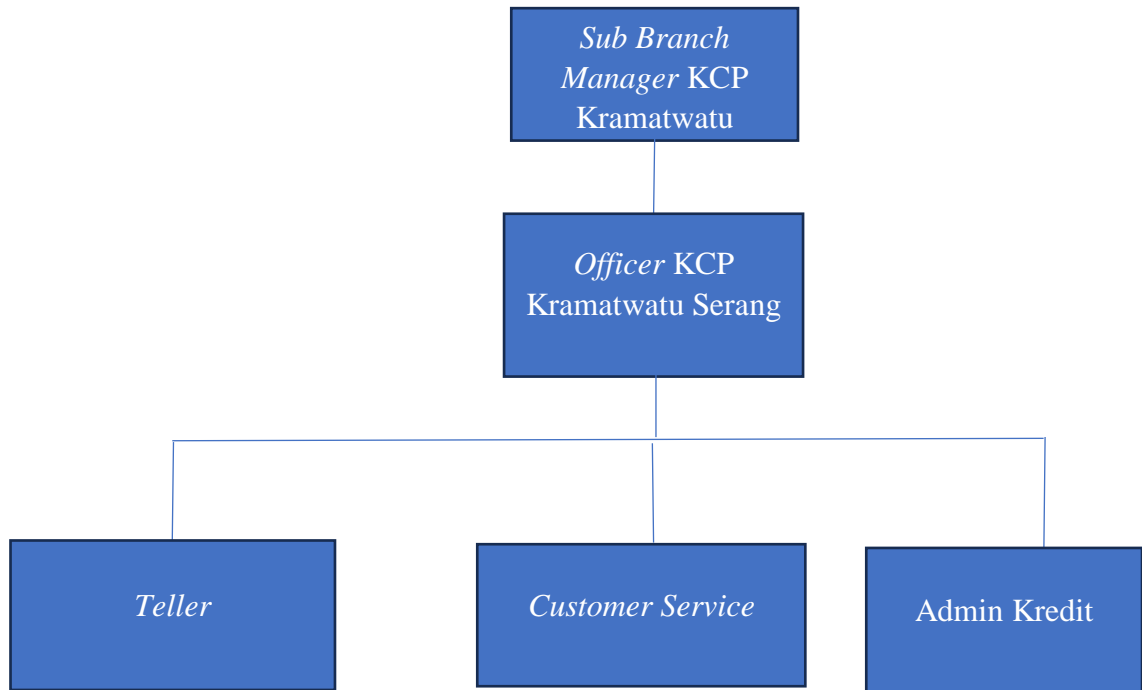 Sub Branch
Manager KCP
Kramatwatu
Officer KCP
Kramatwatu Serang
Teller
Customer Service
Admin Kredit